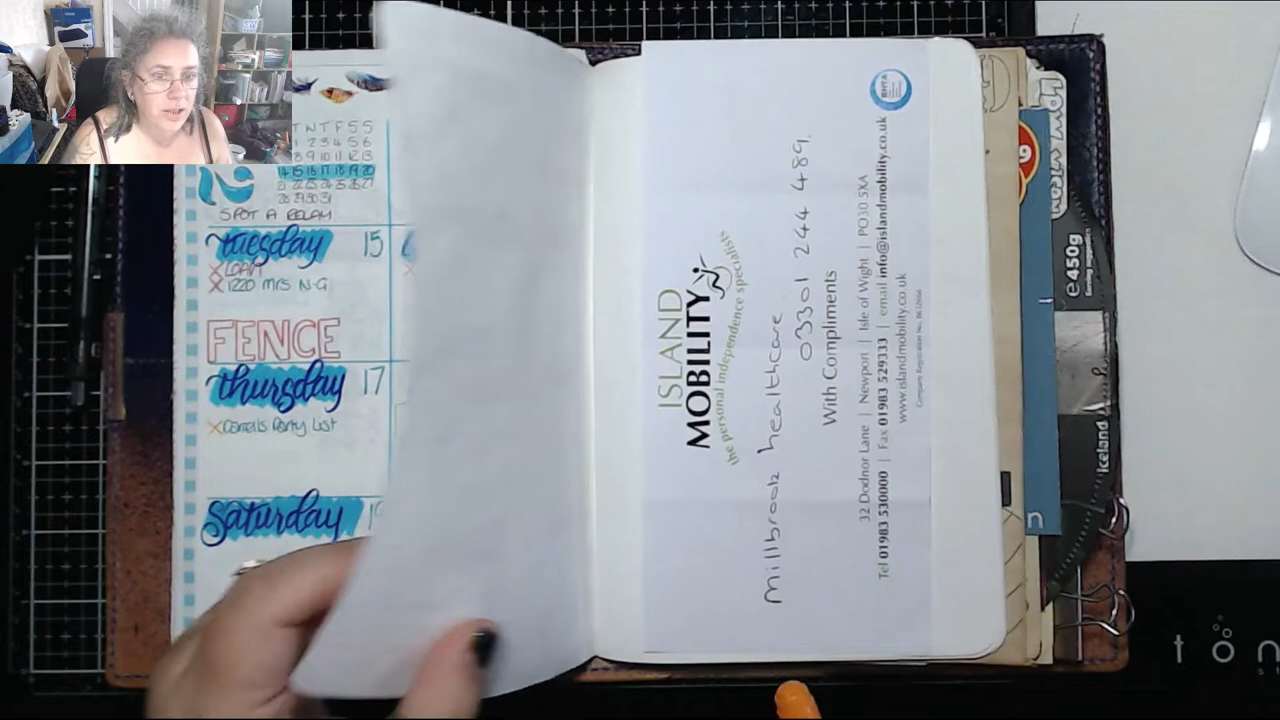 T W T F S S
1 2 3 4 5 6
8 9 10 11 12 13
14 15 16 17 18 19 20
21 22 23 24 25 26 27
28 29 30 31
SPOT A
tuesday 15
X LOAM
X 1220 MRS N-G
FENCE
thursday 17
X Darrells Party List
Saturday
ISLAND
MOBILITY
the personal independence specialists
Millbrook healthcare
03301 244 489
With Compliments
32 Dodnor Lane | Newport | Isle of Wight | PO30 5XA
Tel 01983 530000 | Fax 01983 529333 | email info@islandmobility.co.uk
www.islandmobility.co.uk
BHTA
e450g
Serving suggestion
Iceland